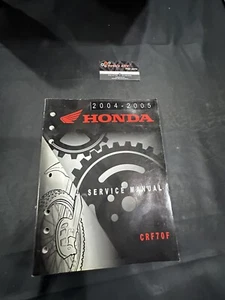 2004-2005
HONDA
SERVICE MANUAL
CRF70F